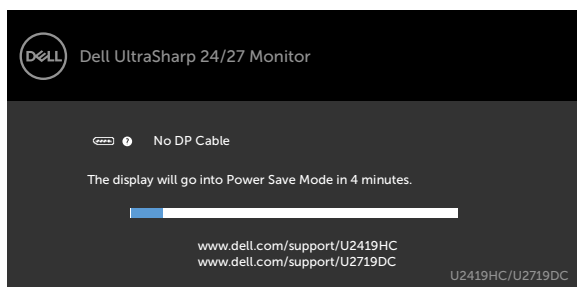 DELL
Dell UltraSharp 24/27 Monitor
? No DP Cable
The display will go into Power Save Mode in 4 minutes.
www.dell.com/support/U2419HC
www.dell.com/support/U2719DC
U2419HC/U2719DC